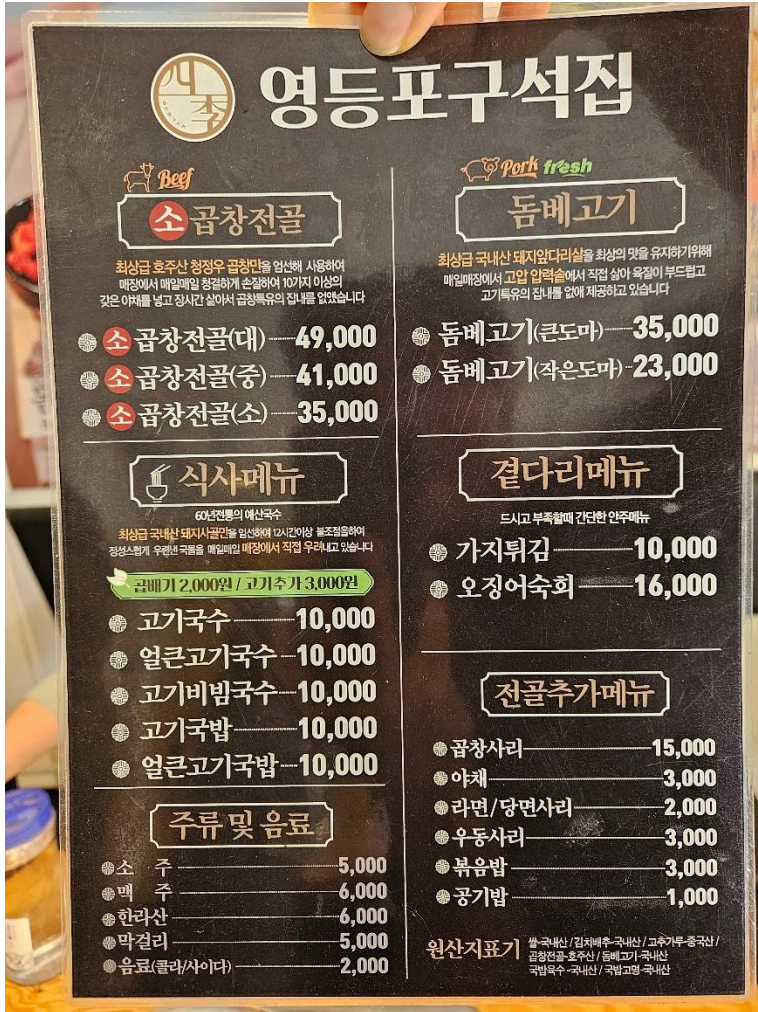 영등포구석집
Beef
소 곱창전골
최상급 호주산 청정우 곱창만을 엄선해 사용하여
매장에서 매일매일 청결하게 손질하여 10가지 이상의
갖은 야채를 넣고 장시간 삶아서 곱창특유의 집내를 없앴습니다
소 곱창전골(대) 49,000
소 곱창전골(중) 41,000
소 곱창전골(소) 35,000
식사메뉴
60년전통의 예산국수
최상급 국내산 돼지사골만을 엄선하여 12시간이상 불조절을하여
정성스럽게 우려낸 국물을 매일매일 매장에서 직접 우려내고 있습니다
곱배기 2,000원 / 고기추가 3,000원
고기국수 10,000
얼큰고기국수 10,000
고기비빔국수 10,000
고기국밥 10,000
얼큰고기국밥 10,000
주류 및 음료
소 주 5,000
맥 주 6,000
한라산 6,000
막걸리 5,000
음료(콜라/사이다) 2,000
Pork fresh
돔베고기
최상급 국내산 돼지앞다리살을 최상의 맛을 유지하기위해
매일매장에서 고압 압력솥에서 직접 삶아 육질이 부드럽고
고기특유의 잡내를 없애 제공하고 있습니다
돔베고기(큰도마) 35,000
돔베고기(작은도마) 23,000
곁다리메뉴
드시고 부족할때 간단한 안주메뉴
가지튀김 10,000
오징어숙회 16,000
전골추가메뉴
곱창사리 15,000
야채 3,000
라면/당면사리 2,000
우동사리 3,000
볶음밥 3,000
공기밥 1,000
원산지표기
쌀-국내산 / 김치배추-국내산 / 고추가루-중국산 /
곱창전골-호주산 / 돔베고기-국내산
국밥육수 -국내산 / 국밥고명-국내산